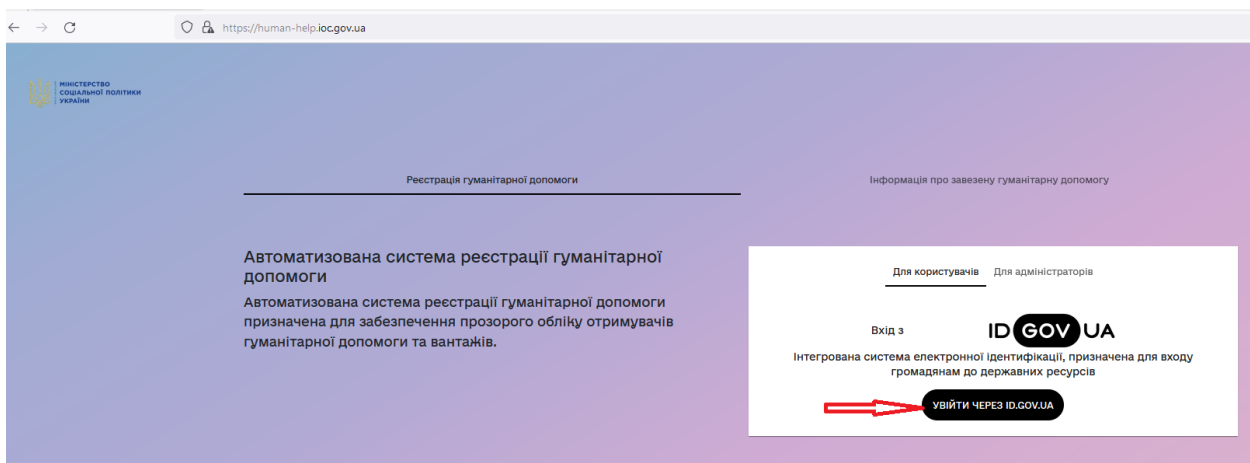 https://human-help.ioc.gov.ua
МІНІСТЕРСТВО
СОЦІАЛЬНОЇ ПОЛІТИКИ
УКРАЇНИ
Реєстрація гуманітарної допомоги
Інформація про завезену гуманітарну допомогу
Автоматизована система реєстрації гуманітарної
допомоги
Автоматизована система реєстрації гуманітарної допомоги
призначена для забезпечення прозорого обліку отримувачів
гуманітарної допомоги та вантажів.
Для користувачів
Для адміністраторів
Вхід з
ID GOV UA
Інтегрована система електронної ідентифікації, призначена для входу
громадянам до державних ресурсів
УВІЙТИ ЧЕРЕЗ ID.GOV.UA